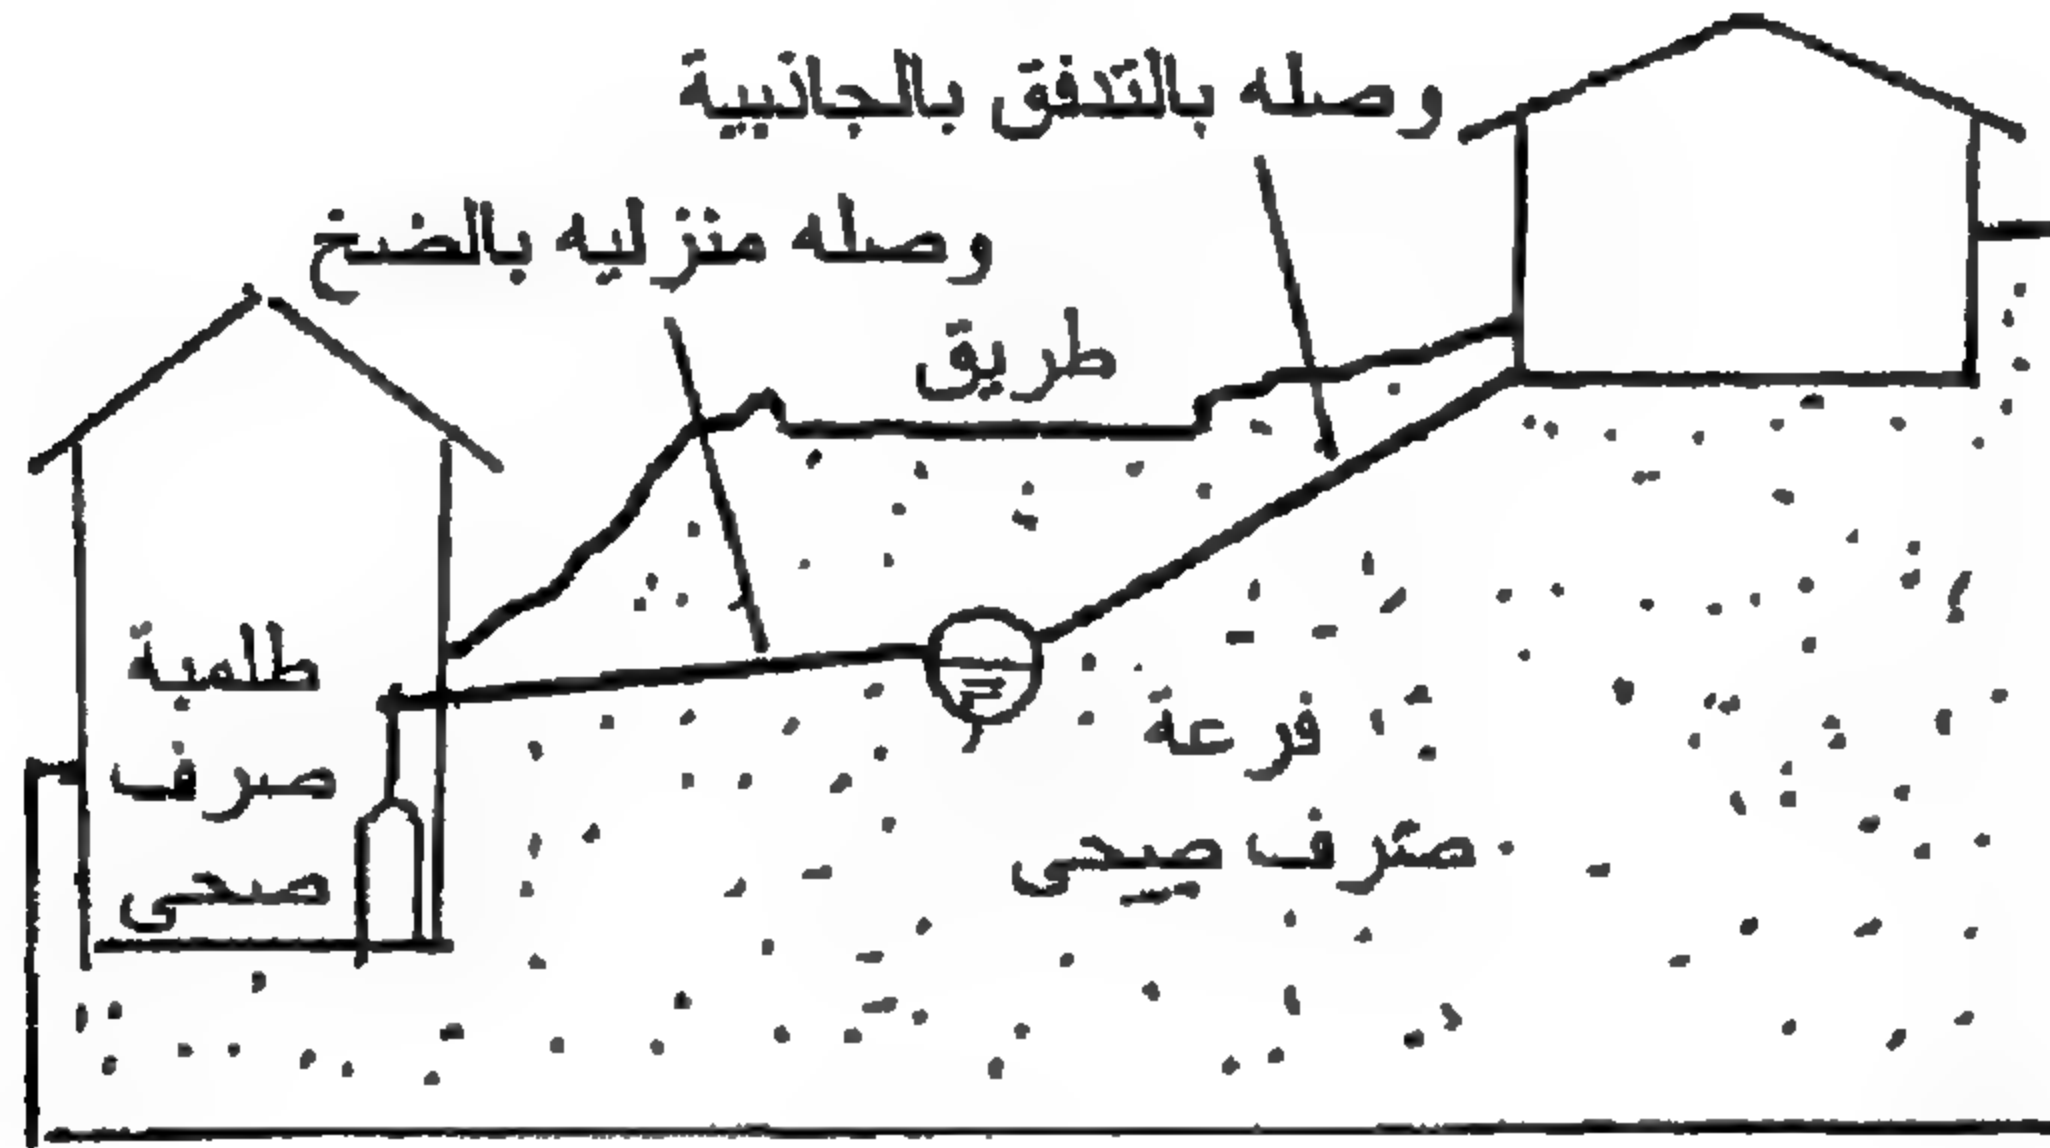 وصله بالتدفق بالجانبية
وصله منزليه بالضخ
طريق
طلمبة
صرف
صحى
فرعة
صرف صحى